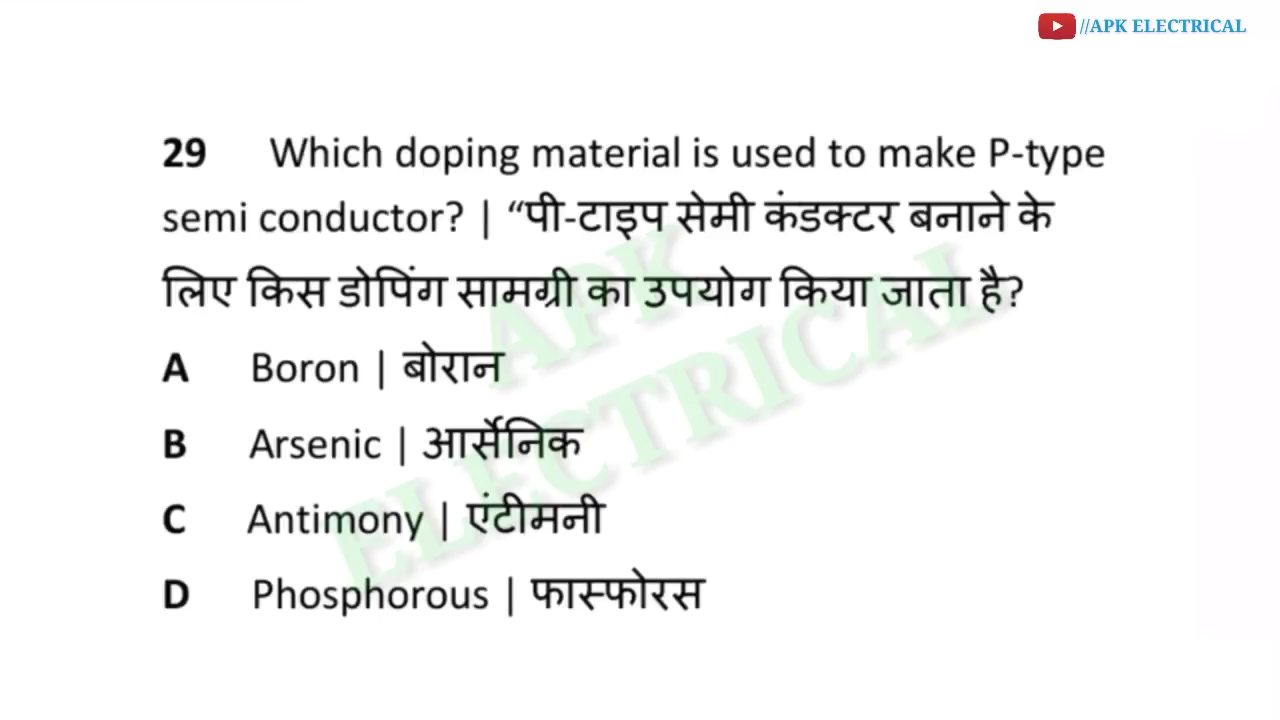 //APK ELECTRICAL
29 Which doping material is used to make P-type
semi conductor? | “पी-टाइप सेमी कंडक्टर बनाने के
लिए किस डोपिंग सामग्री का उपयोग किया जाता है?
A Boron | बोरान
B Arsenic | आर्सेनिक
C Antimony | एंटीमनी
D Phosphorous | फास्फोरस
APK
ELECTRICAL